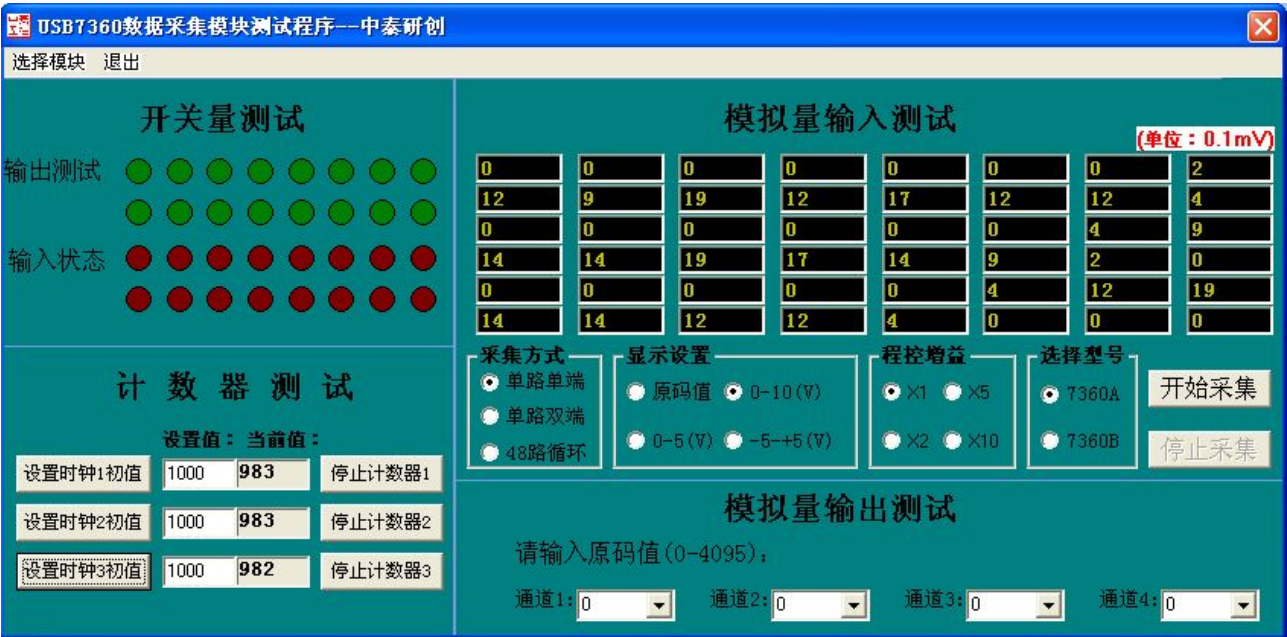 USB7360数据采集模块测试程序--中泰研创
选择模块 退出
开关量测试
输出测试
输入状态
计数器测试
设置值: 当前值:
设置时钟1初值 1000 983 停止计数器1
设置时钟2初值 1000 983 停止计数器2
设置时钟3初值 1000 982 停止计数器3
模拟量输入测试
(单位：0.1mV)
0 0 0 0 0 0 0 2
12 9 19 12 17 12 12 4
0 0 0 0 0 0 4 9
14 14 19 17 14 9 2 0
0 0 0 0 0 4 12 19
14 14 12 12 4 0 0 0
采集方式
单路单端
单路双端
48路循环
显示设置
原码值 0-10(V)
0-5(V) -5-+5(V)
程控增益
X1 X5
X2 X10
选择型号
7360A
7360B
开始采集
停止采集
模拟量输出测试
请输入原码值(0-4095):
通道1: 0 通道2: 0 通道3: 0 通道4: 0